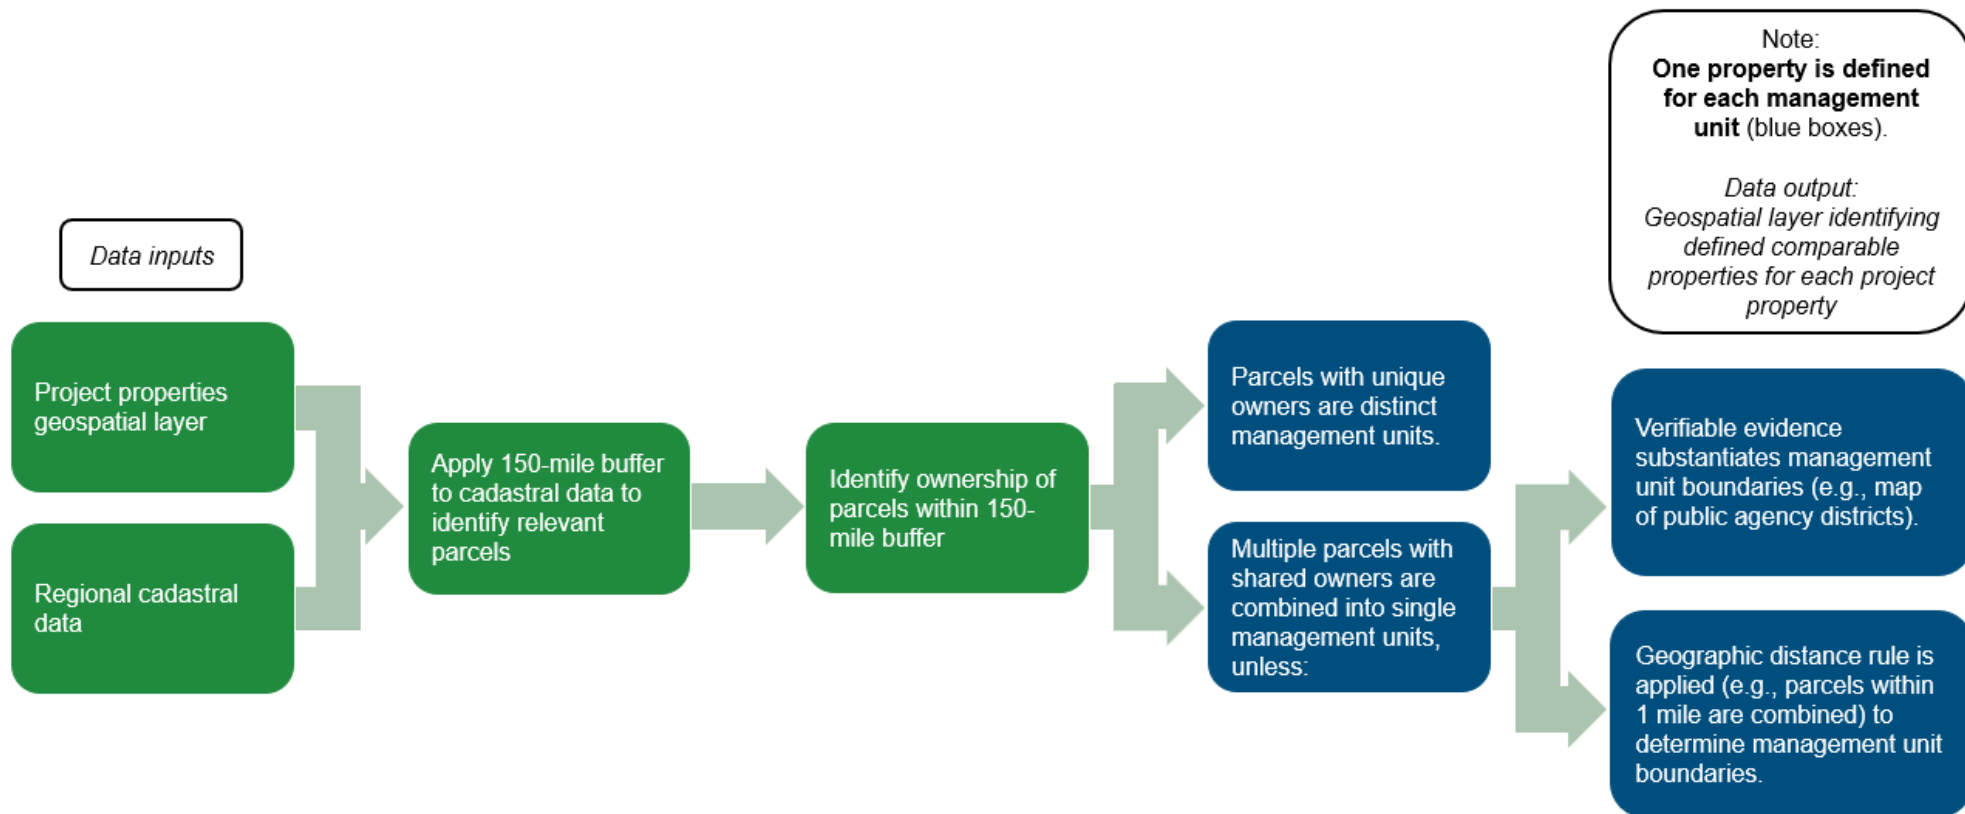 Data inputs
Project properties
geospatial layer
Regional cadastral
data
Apply 150-mile buffer
to cadastral data to
identify relevant
parcels
Identify ownership of
parcels within 150-
mile buffer
Parcels with unique
owners are distinct
management units.
Multiple parcels with
shared owners are
combined into single
management units,
unless:
Note:
One property is defined
for each management
unit (blue boxes).
Data output:
Geospatial layer identifying
defined comparable
properties for each project
property
Verifiable evidence
substantiates management
unit boundaries (e.g., map
of public agency districts).
Geographic distance rule is
applied (e.g., parcels within
1 mile are combined) to
determine management unit
boundaries.